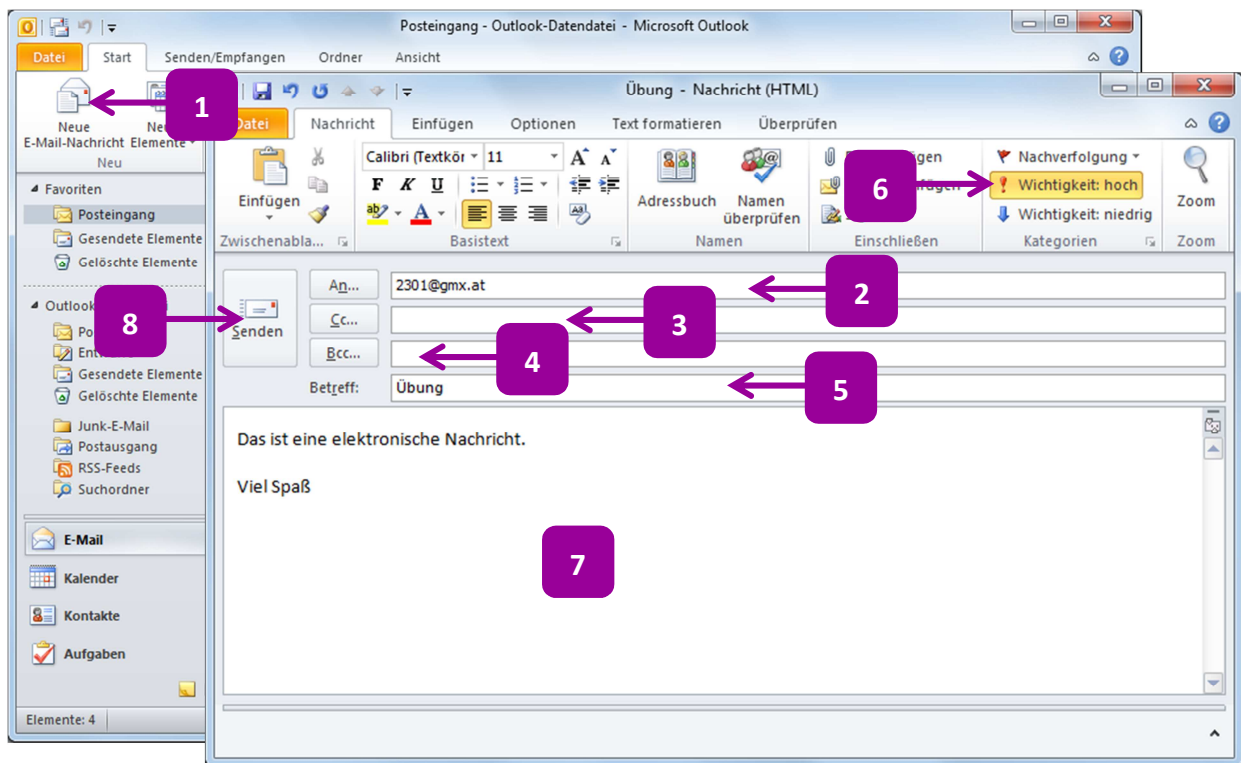 Posteingang - Outlook-Datendatei - Microsoft Outlook
Datei Start Senden/Empfangen Ordner Ansicht
Neue
E-Mail-Nachricht
Elemente
Neu
1
Favoriten
Posteingang
Gesendete Elemente
Gelöschte Elemente
Gesendete Elemente
Gelöschte Elemente
Junk-E-Mail
Postausgang
RSS-Feeds
Suchordner
E-Mail
Kalender
Kontakte
Aufgaben
Elemente: 4
Übung - Nachricht (HTML)
Datei Nachricht Einfügen Optionen Text formatieren Überprüfen
Einfügen
Zwischenabla...
Calibri (Textkör 11
F K U
Basistext
Adressbuch
Namen
überprüfen
Namen
Einschließen
6
Nachverfolgung
Wichtigkeit: hoch
Wichtigkeit: niedrig
Kategorien
Zoom
Zoom
8
Senden
An... 2301@gmx.at
2
Cc...
3
Bcc...
4
Betreff: Übung
5
Das ist eine elektronische Nachricht.
Viel Spaß
7